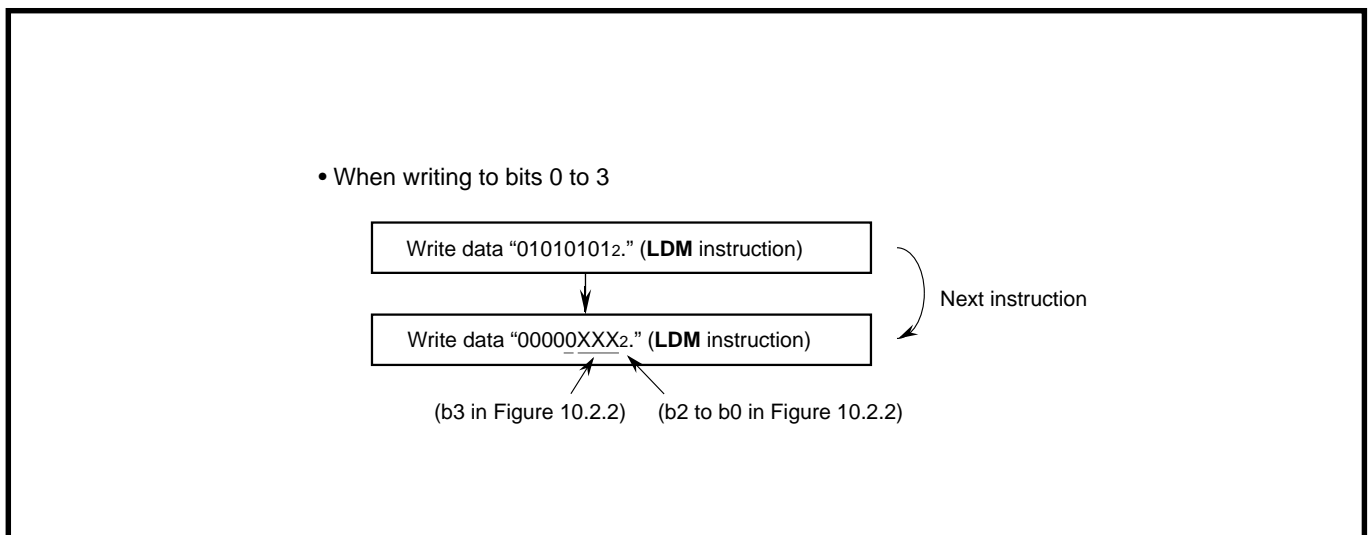 • When writing to bits 0 to 3
Write data “010101012.” (LDM instruction)
Next instruction
Write data “00000XXX2.” (LDM instruction)
(b3 in Figure 10.2.2) (b2 to b0 in Figure 10.2.2)